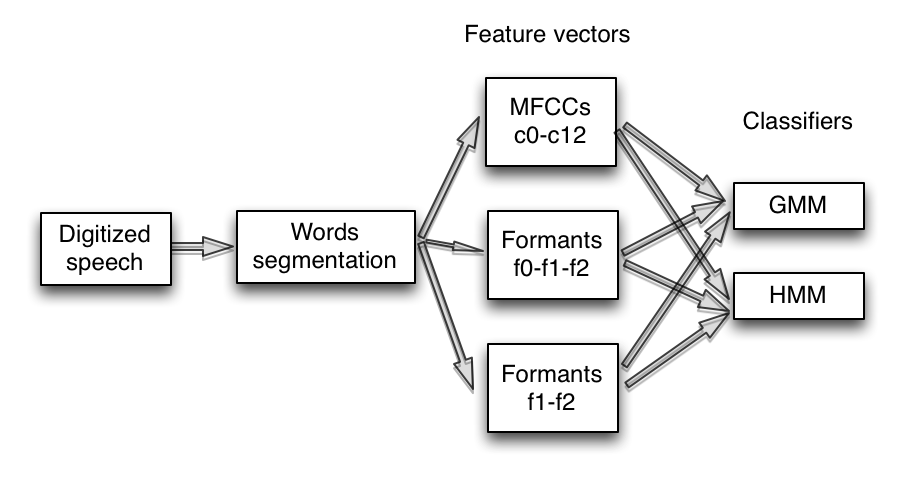 Feature vectors
MFCCs
c0-c12
Classifiers
GMM
Digitized
speech
Words
segmentation
Formants
f0-f1-f2
HMM
Formants
f1-f2